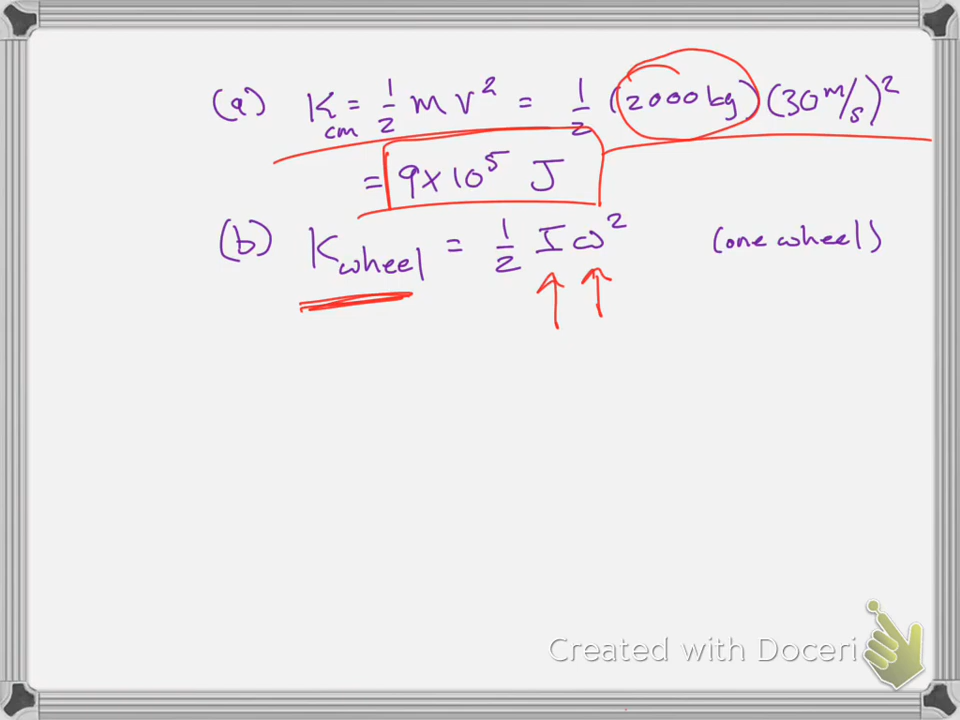 (a) K_cm = 1/2 m v² = 1/2 (2000 kg) (30 m/s)²
= 9 x 10⁵ J
(b) K_wheel = 1/2 I ω² (one wheel)
Created with Doceri